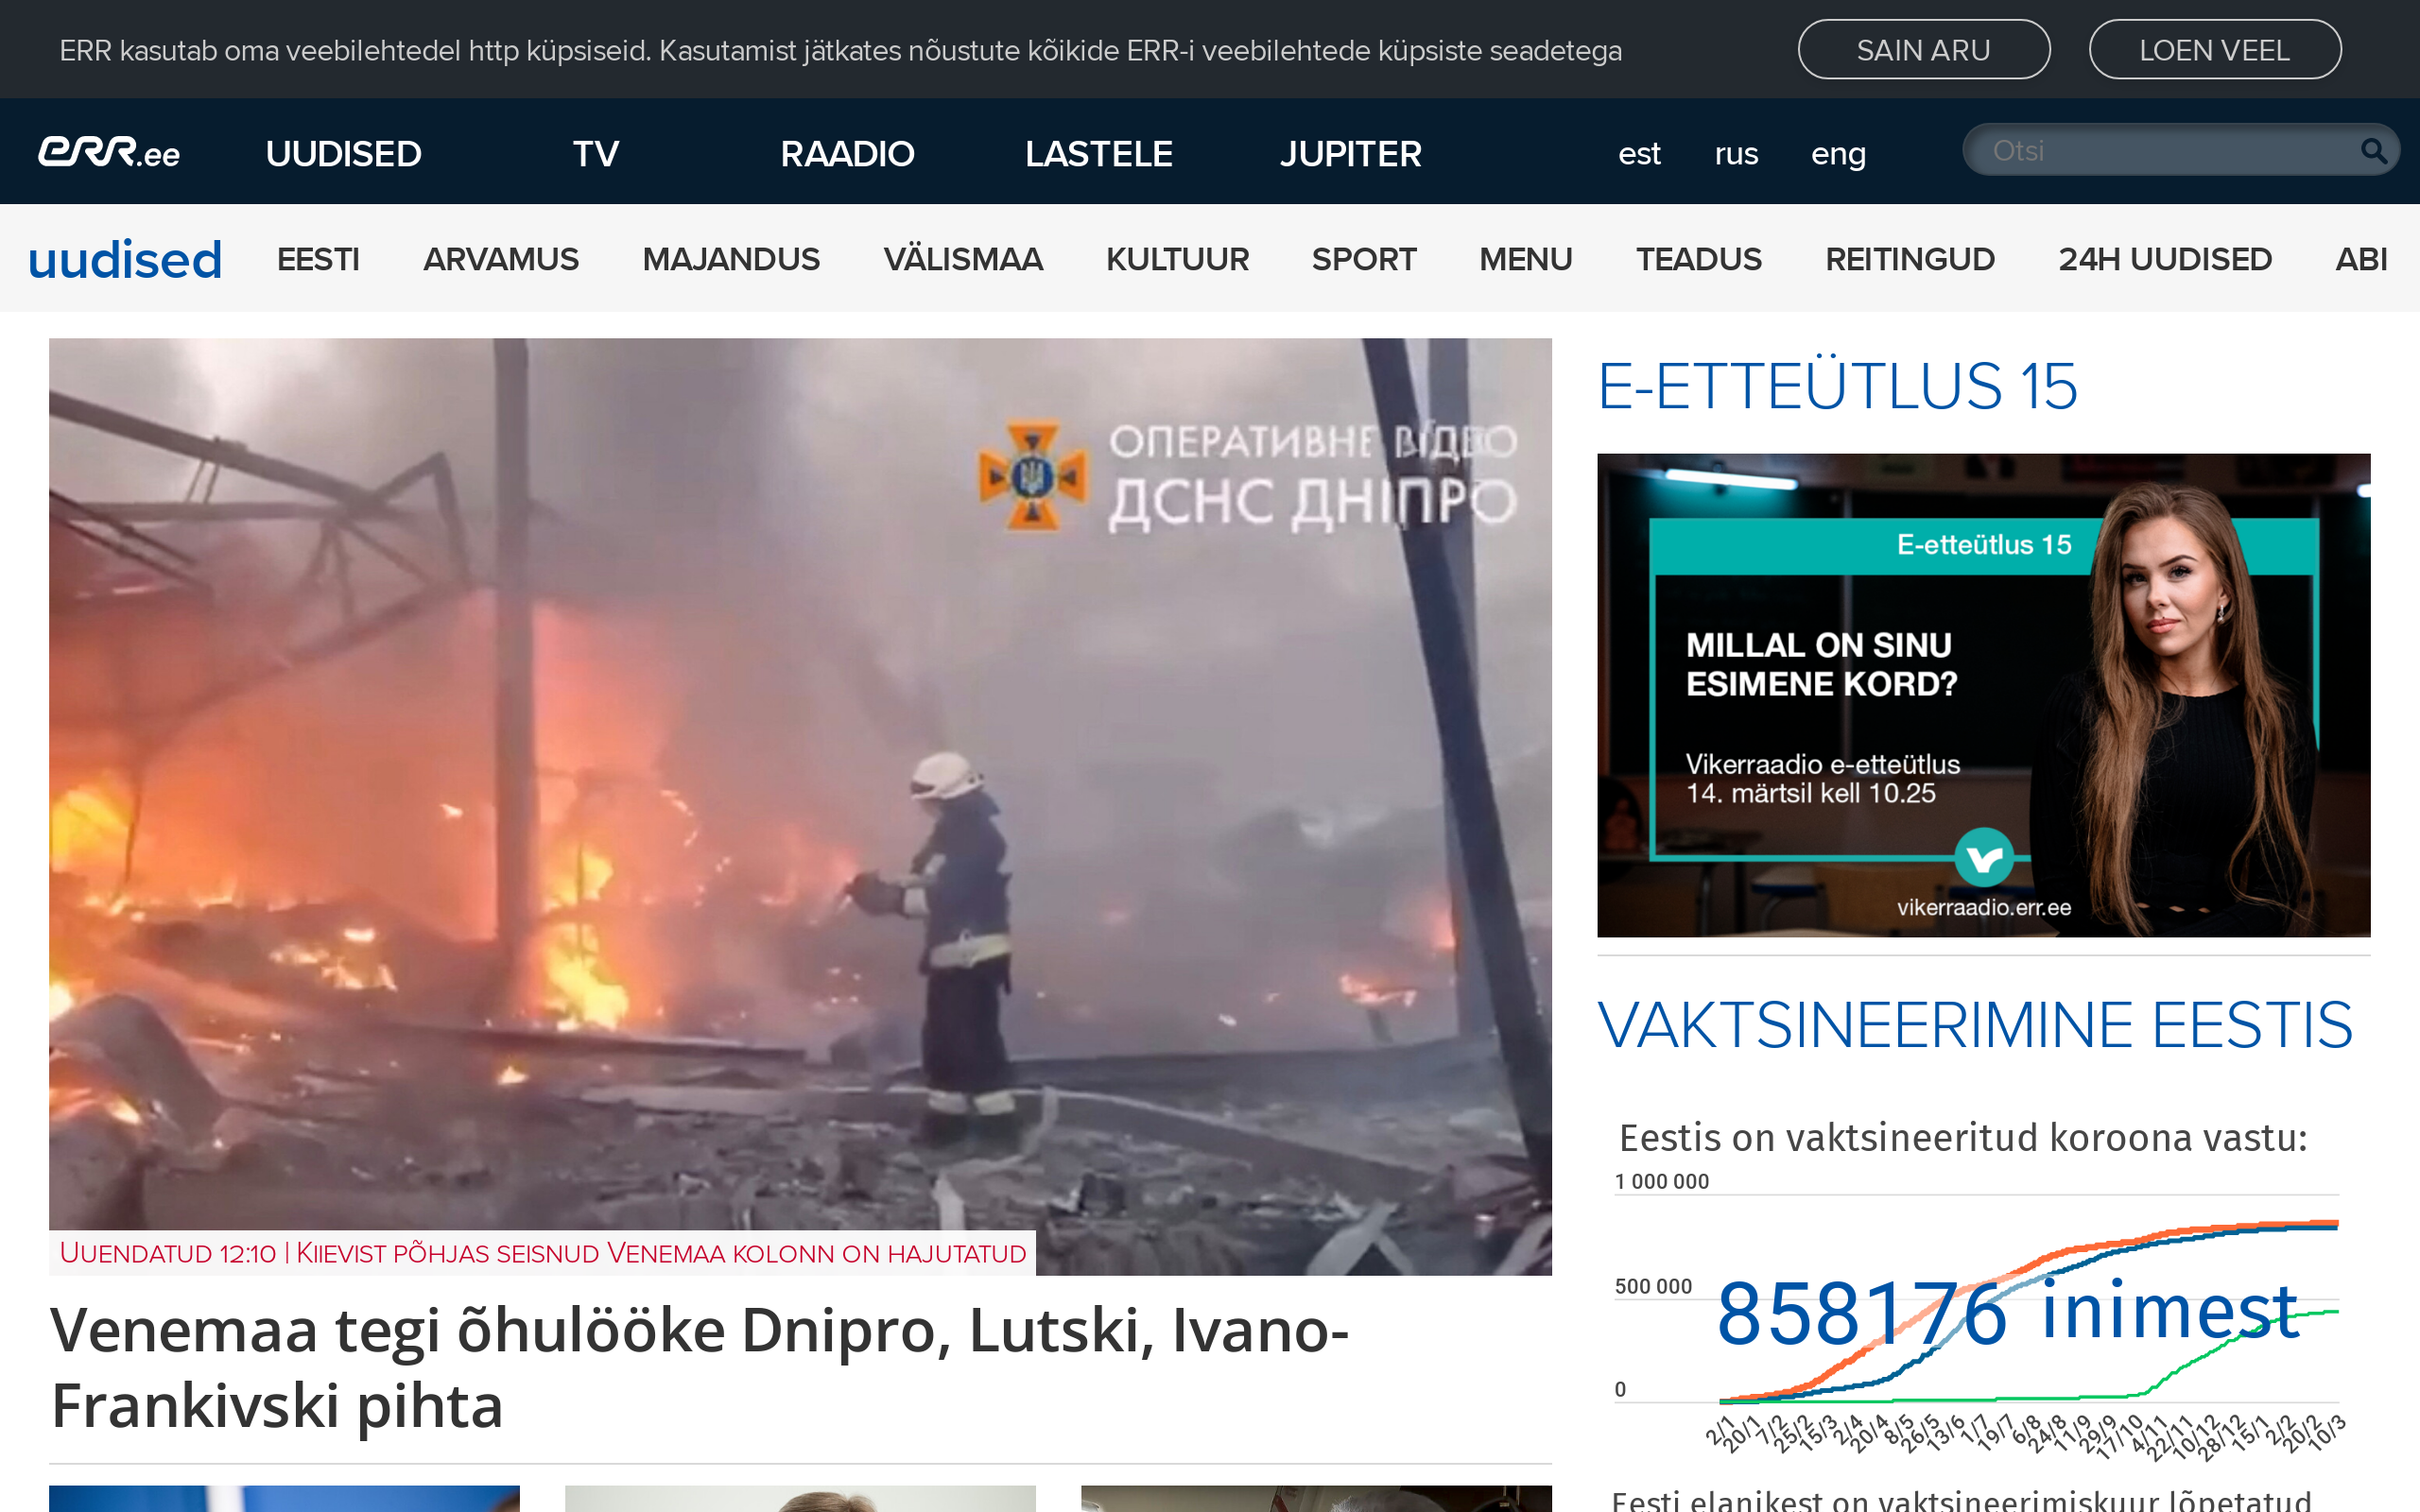 ERR kasutab oma veebilehtedel http küpsiseid. Kasutamist jätkates nõustute kõikide ERR-i veebilehtede küpsiste seadetega
SAIN ARU
LOEN VEEL
err.ee
UUDISED
TV
RAADIO
LASTELE
JUPITER
est
rus
eng
Otsi
uudised
EESTI
ARVAMUS
MAJANDUS
VÄLISMAA
KULTUUR
SPORT
MENU
TEADUS
REITINGUD
24H UUDISED
ABI
ОПЕРАТИВНЕ ВІДЕО
ДСНС ДНІПРО
UUENDATUD 12:10 | KIIEVIST PÕHJAS SEISNUD VENEMAA KOLONN ON HAJUTATUD
Venemaa tegi õhulööke Dnipro, Lutski, Ivano-
Frankivski pihta
E-ETTEÜTLUS 15
E-etteütlus 15
MILLAL ON SINU
ESIMENE KORD?
Vikerraadio e-etteütlus
14. märtsil kell 10.25
vikerraadio.err.ee
VAKTSINEERIMINE EESTIS
Eestis on vaktsineeritud koroona vastu:
1 000 000
500 000
858176 inimest
0
2/1
20/1
7/2
25/2
15/3
2/4
20/4
8/5
26/5
13/6
1/7
19/7
6/8
24/8
11/9
29/9
17/10
4/11
22/11
10/12
28/12
15/1
2/2
20/2
10/3
Eesti elanikest on vaktsineerimiskuur lõpetatud